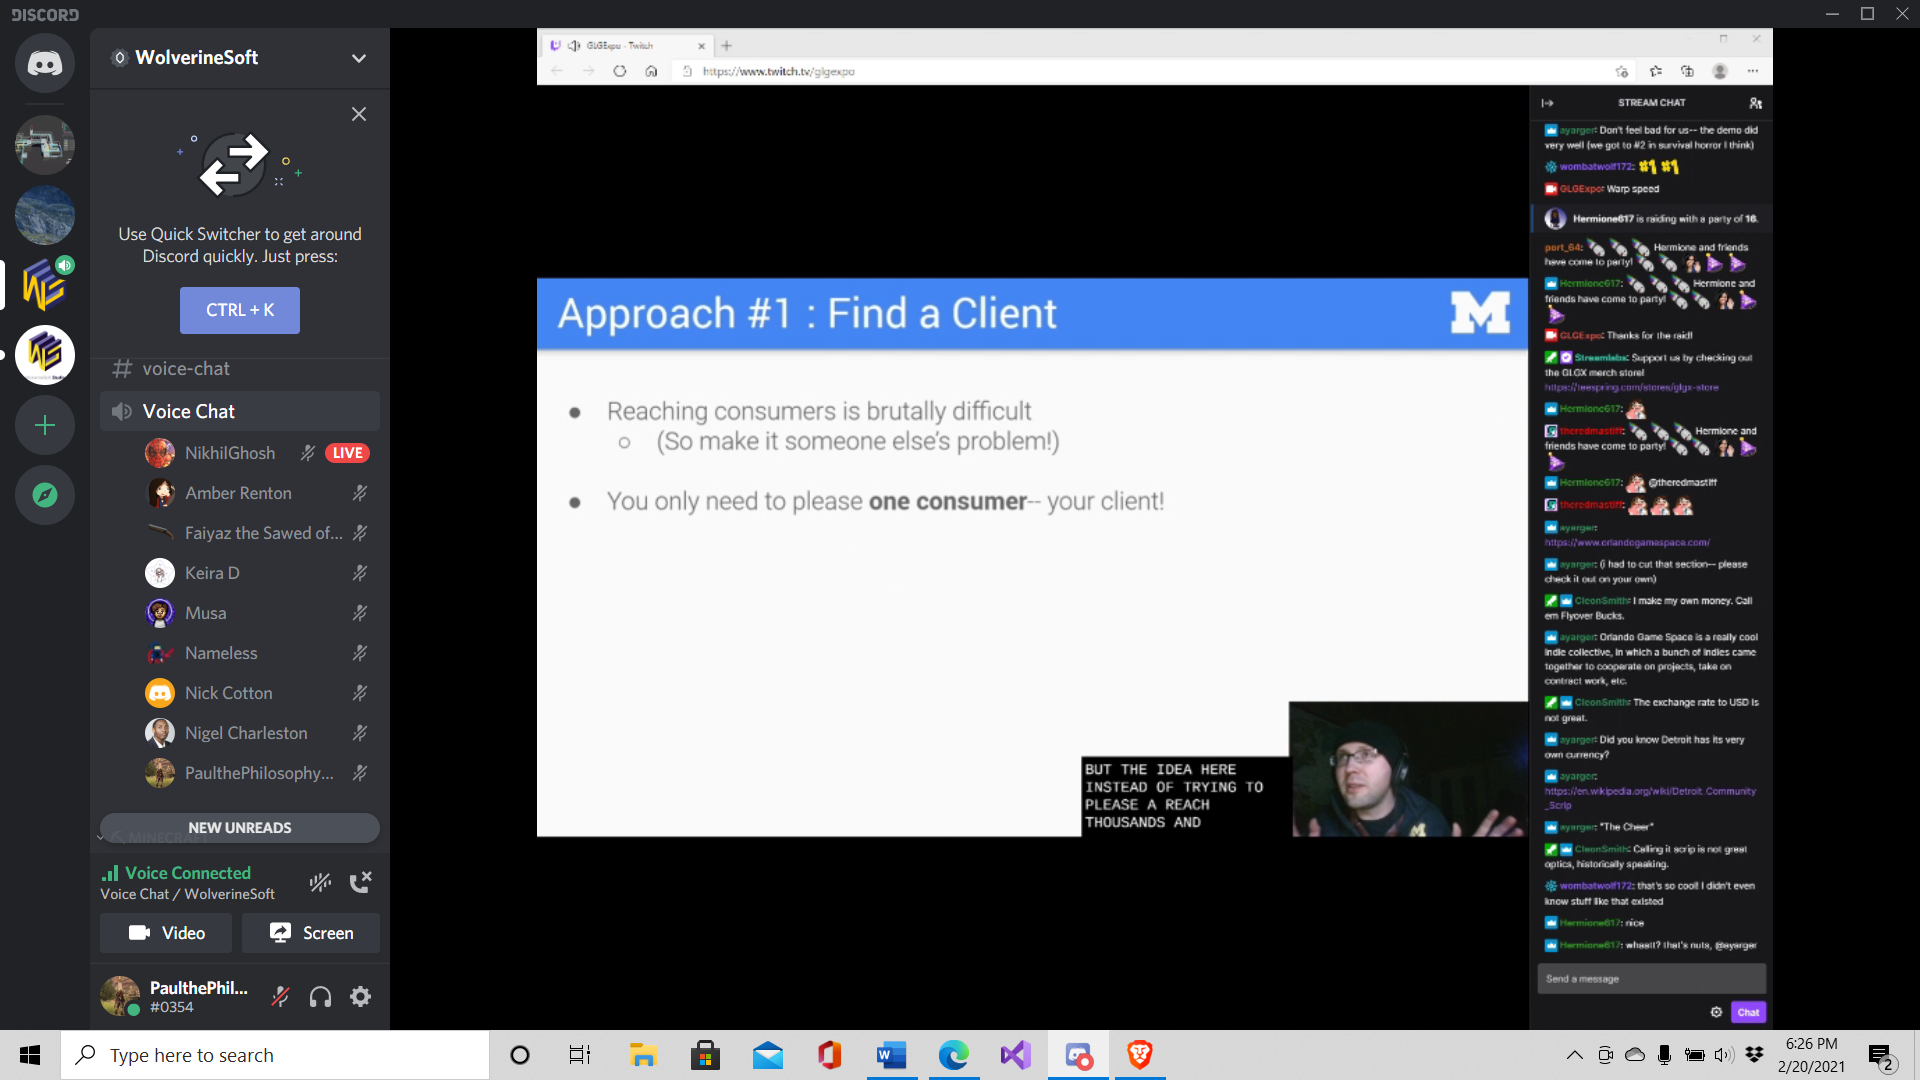 DISCORD
WolverineSoft
Use Quick Switcher to get around
Discord quickly. Just press:
CTRL + K
voice-chat
Voice Chat
NikhilGhosh
LIVE
Amber Renton
Faiyaz the Sawed of...
Keira D
Musa
Nameless
Nick Cotton
Nigel Charleston
PaulthePhilosophy...
NEW UNREADS
MINECRAFT
Voice Connected
Voice Chat / WolverineSoft
Video
Screen
PaulthePhil...
#0354
GLGExpo - Twitch
https://www.twitch.tv/glgexpo
Approach #1 : Find a Client
M
● Reaching consumers is brutally difficult
○ (So make it someone else's problem!)
● You only need to please one consumer-- your client!
BUT THE IDEA HERE
INSTEAD OF TRYING TO
PLEASE A REACH
THOUSANDS AND
STREAM CHAT
ayarger: Don't feel bad for us-- the demo did
very well (we got to #2 in survival horror I think)
wombatwolf172: #1 #1
GLGExpo: Warp speed
Hermione617 is raiding with a party of 16.
port_64: Hermione and friends
have come to party!
Hermione617: Hermione and
friends have come to party!
GLGExpo: Thanks for the raid!
Streamlabs: Support us by checking out
the GLGX merch store!
https://teespring.com/stores/glgx-store
Hermione617:
theredmastiff: Hermione and
friends have come to party!
Hermione617: @theredmastiff
theredmastiff:
ayarger:
https://www.orlandogamespace.com/
ayarger: (i had to cut that section-- please
check it out on your own)
CleonSmith: I make my own money. Call
em Flyover Bucks.
ayarger: Orlando Game Space is a really cool
indie collective, in which a bunch of indies came
together to cooperate on projects, take on
contract work, etc.
CleonSmith: The exchange rate to USD is
not great.
ayarger: Did you know Detroit has its very
own currency?
ayarger:
https://en.wikipedia.org/wiki/Detroit_Community
_Scrip
ayarger: "The Cheer"
CleonSmith: Calling it scrip is not great
optics, historically speaking.
wombatwolf172: that's so cool! I didn't even
know stuff like that existed
Hermione617: nice
Hermione617: whaatt? that's nuts, @ayarger
Send a message
Chat
Type here to search
6:26 PM
2/20/2021
2